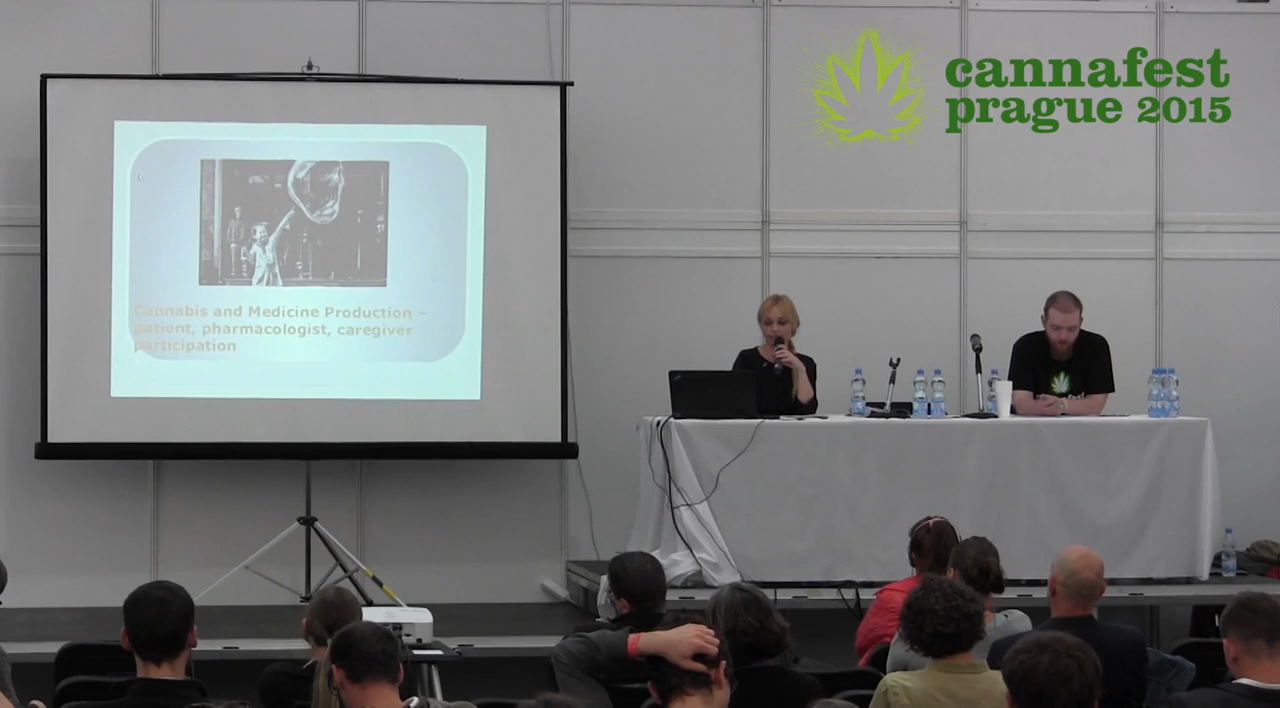 cannafest
prague 2015
Cannabis and Medicine Production –
patient, pharmacologist, caregiver
participation